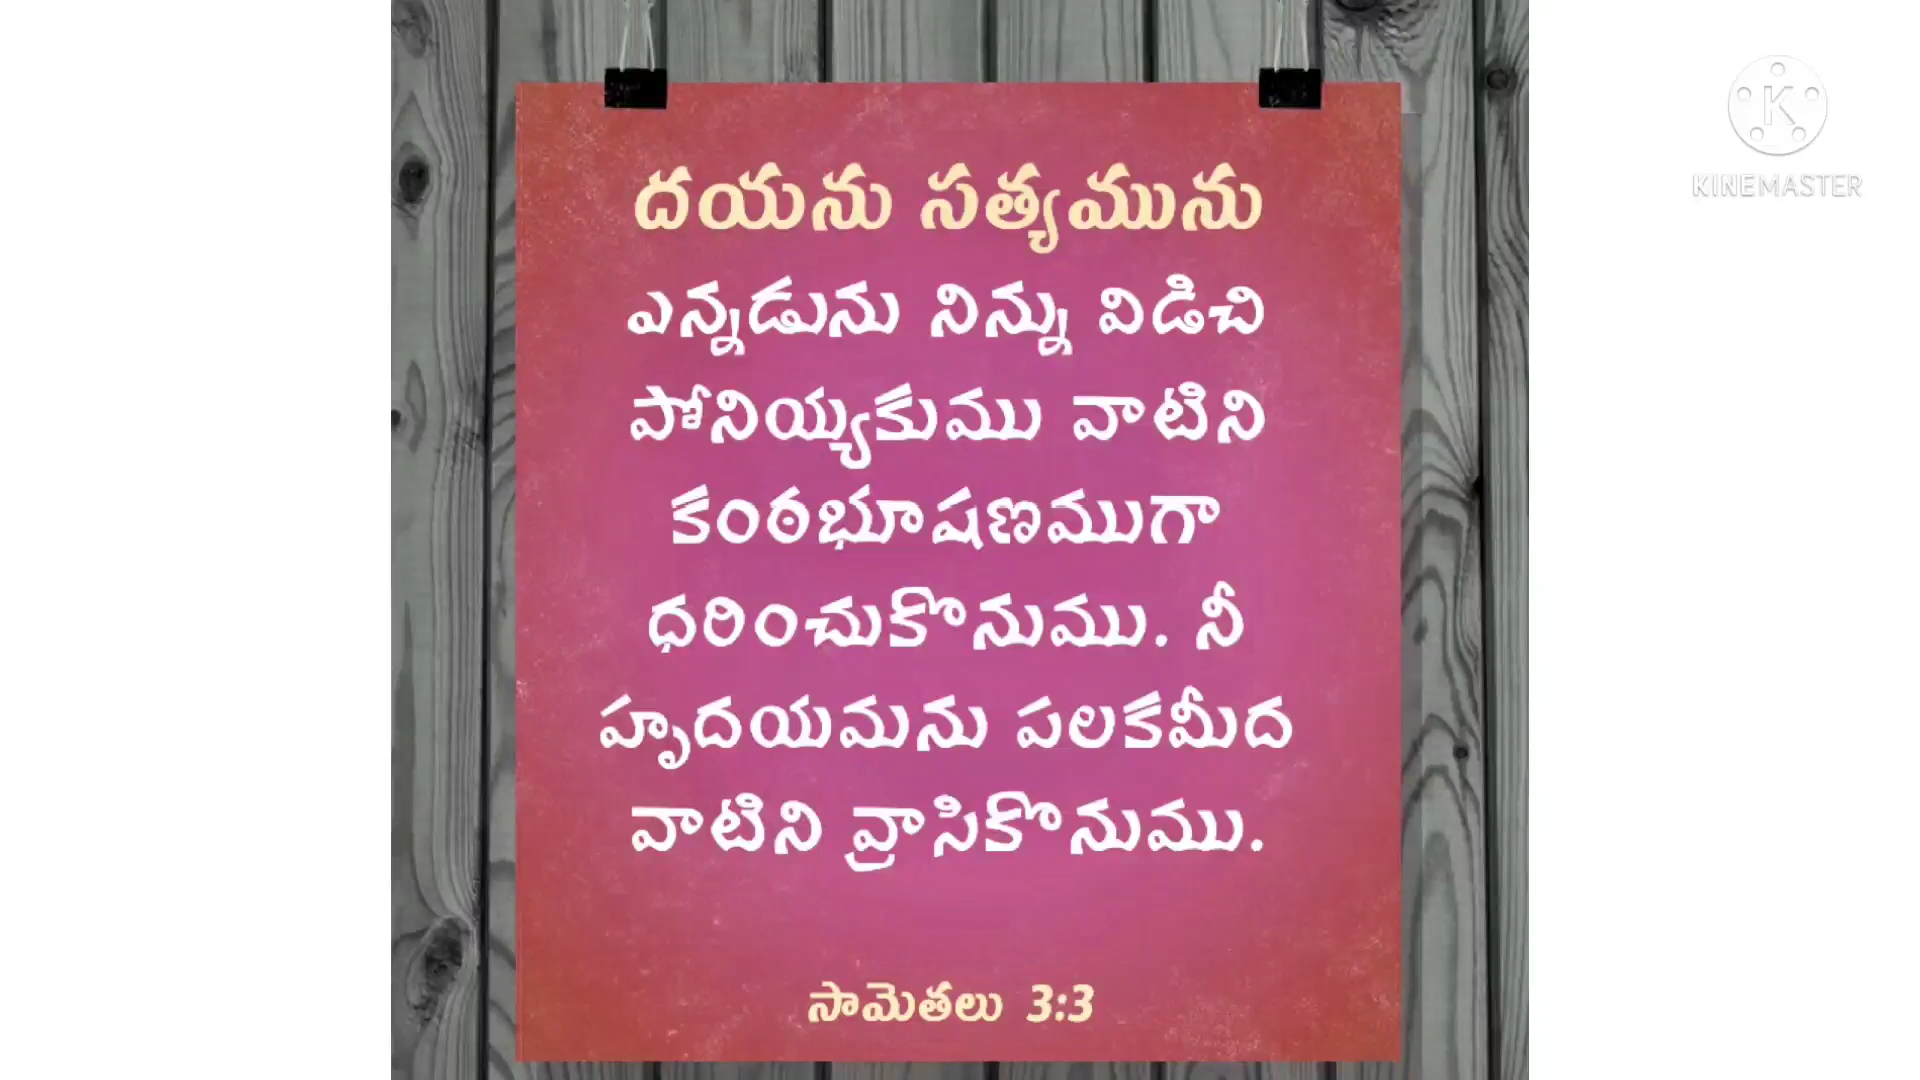 దయను సత్యమును
ఎన్నడును నిన్ను విడిచి
పోనియ్యకుము వాటిని
కంఠభూషణముగా
ధరించుకొనుము. నీ
హృదయమను పలకమీద
వాటిని వ్రాసికొనుము.
సామెతలు 3:3
K
KINEMASTER